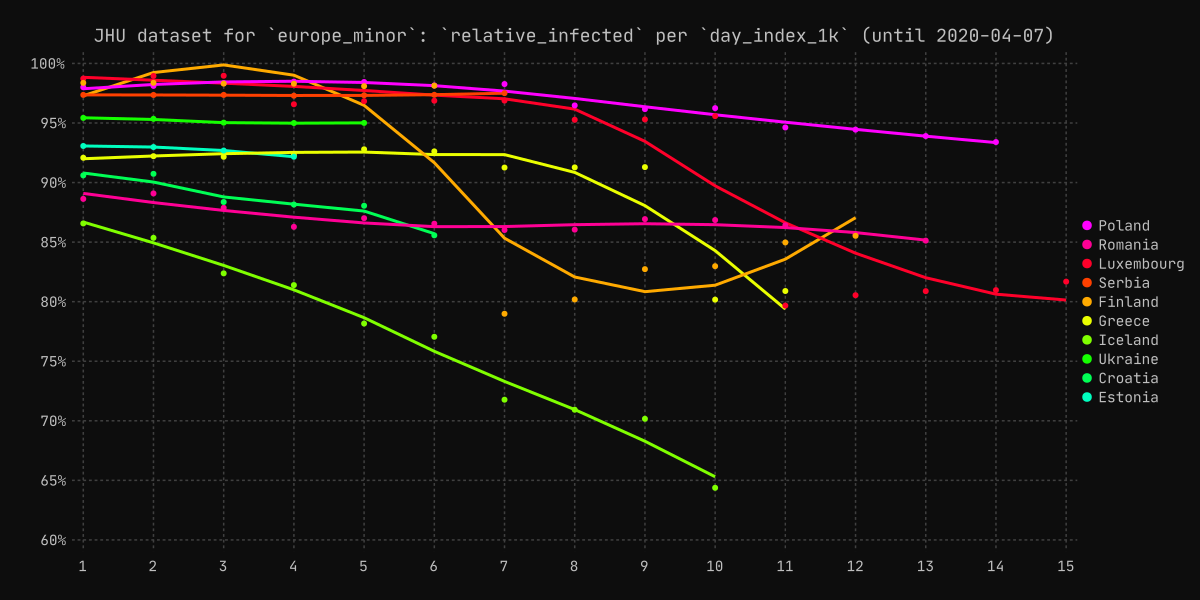 JHU dataset for `europe_minor`: `relative_infected` per `day_index_1k` (until 2020-04-07)
100%
95%
90%
85%
80%
75%
70%
65%
60%
1 2 3 4 5 6 7 8 9 10 11 12 13 14 15
Poland
Romania
Luxembourg
Serbia
Finland
Greece
Iceland
Ukraine
Croatia
Estonia